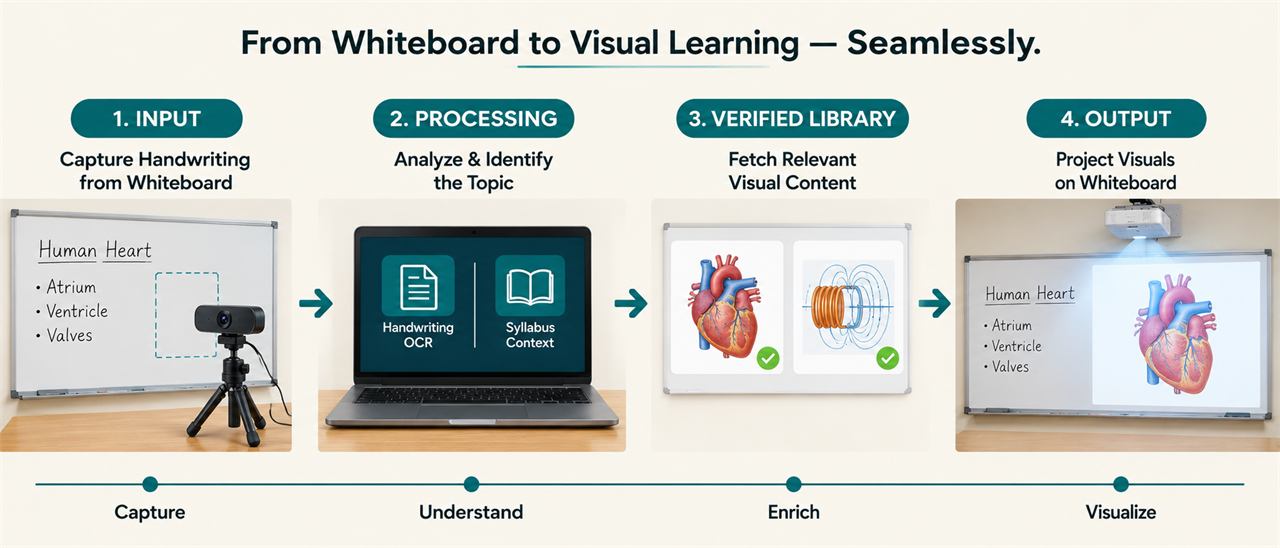 From Whiteboard to Visual Learning — Seamlessly.
1. INPUT
Capture Handwriting
from Whiteboard
Human Heart
• Atrium
• Ventricle
• Valves
2. PROCESSING
Analyze & Identify
the Topic
Handwriting
OCR
Syllabus
Context
3. VERIFIED LIBRARY
Fetch Relevant
Visual Content
4. OUTPUT
Project Visuals
on Whiteboard
Human Heart
• Atrium
• Ventricle
• Valves
Capture
Understand
Enrich
Visualize